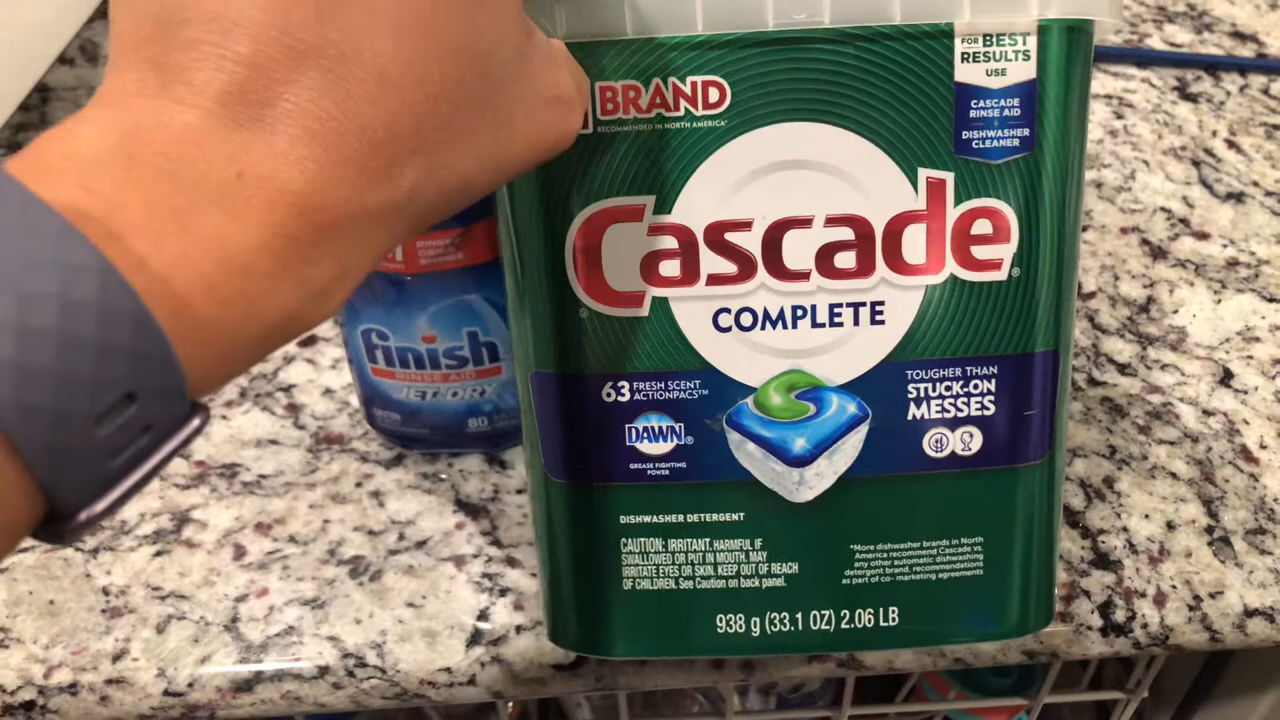 BRAND
RECOMMENDED IN NORTH AMERICA*
FOR BEST
RESULTS
USE
CASCADE
RINSE AID
+
DISHWASHER
CLEANER
Cascade®
®
COMPLETE
63 FRESH SCENT
ACTIONPACS™
DAWN®
GREASE FIGHTING
POWER
TOUGHER THAN
STUCK-ON
MESSES
DISHWASHER DETERGENT
CAUTION: IRRITANT. HARMFUL IF
SWALLOWED OR PUT IN MOUTH. MAY
IRRITATE EYES OR SKIN. KEEP OUT OF REACH
OF CHILDREN. See Caution on back panel.
*More dishwasher brands in North
America recommend Cascade vs.
any other automatic dishwashing
detergent brand, recommendations
as part of co- marketing agreements
938 g (33.1 OZ) 2.06 LB
finish
RINSE AID
JET-DRY
80